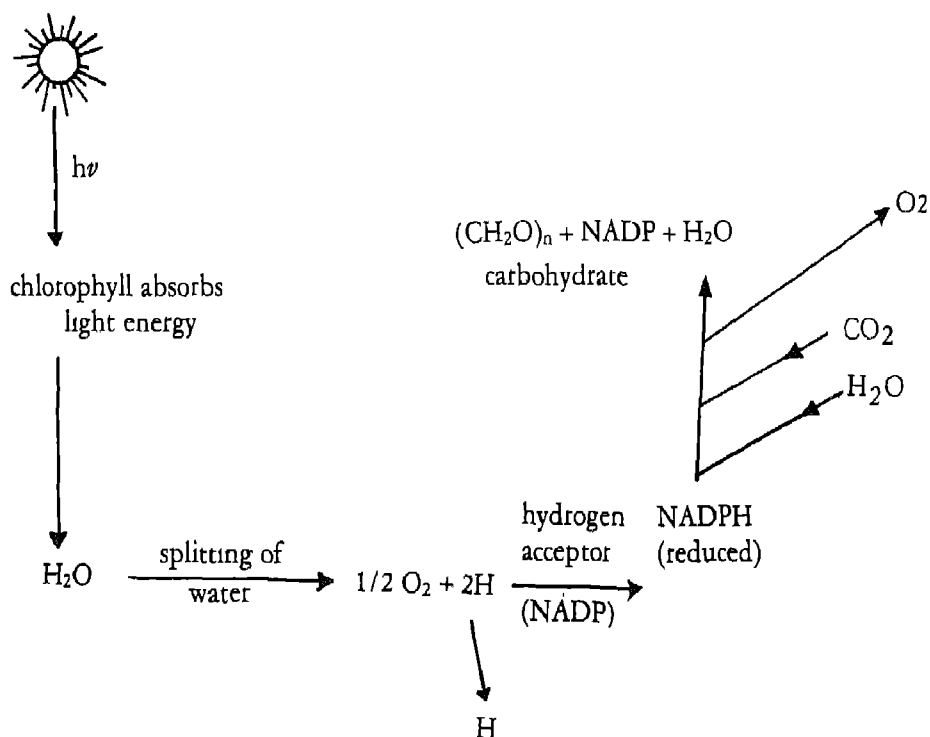 hν
O2
(CH2O)n + NADP + H2O
carbohydrate
chlorophyll absorbs
light energy
CO2
H2O
hydrogen
acceptor
(NADP)
NADPH
(reduced)
H2O
splitting of
water
1/2 O2 + 2H
H